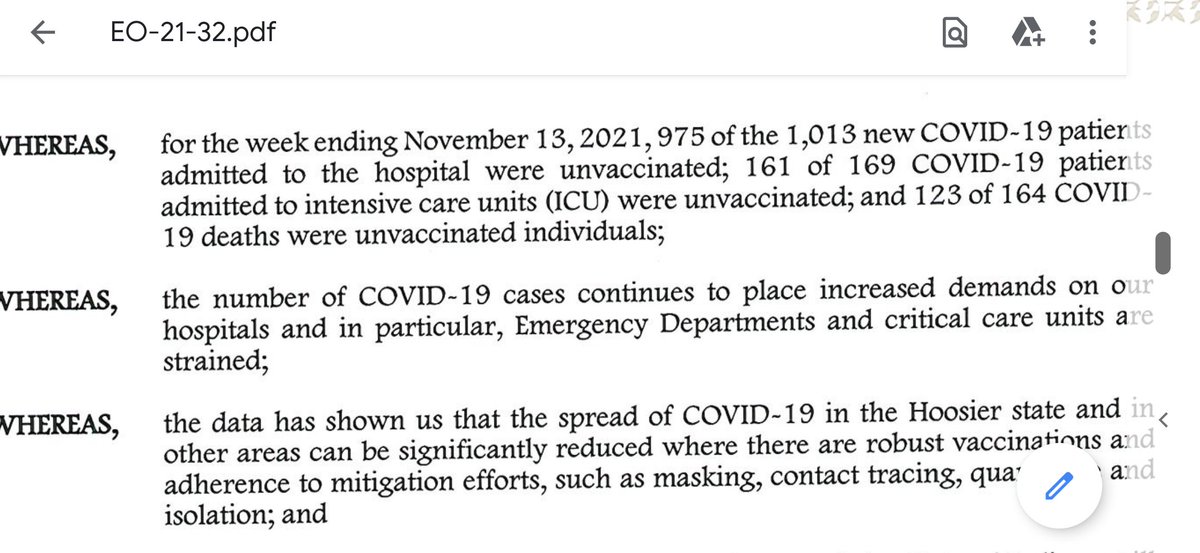 EO-21-32.pdf
WHEREAS, for the week ending November 13, 2021, 975 of the 1,013 new COVID-19 patients
admitted to the hospital were unvaccinated; 161 of 169 COVID-19 patients
admitted to intensive care units (ICU) were unvaccinated; and 123 of 164 COVID-
19 deaths were unvaccinated individuals;
WHEREAS, the number of COVID-19 cases continues to place increased demands on our
hospitals and in particular, Emergency Departments and critical care units are
strained;
WHEREAS, the data has shown us that the spread of COVID-19 in the Hoosier state and in
other areas can be significantly reduced where there are robust vaccinations and
adherence to mitigation efforts, such as masking, contact tracing, and
isolation; and